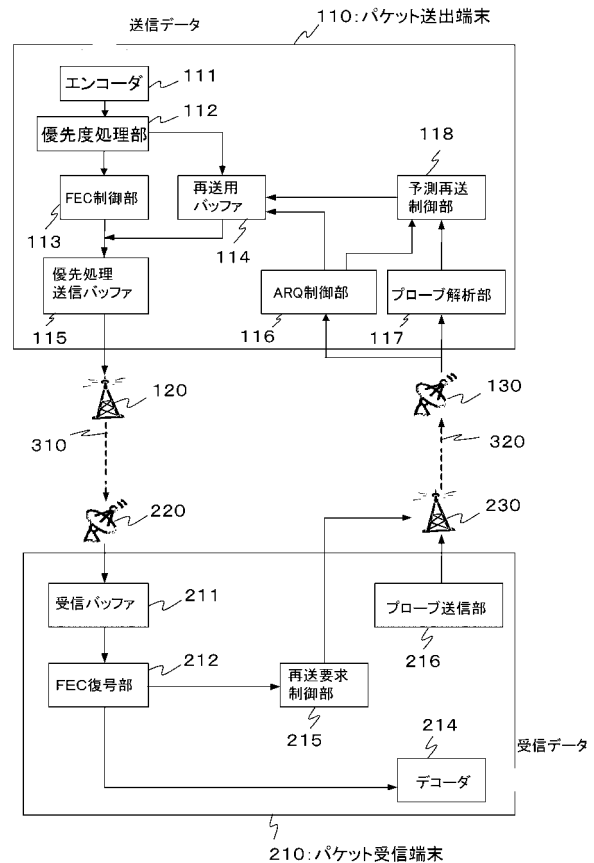 送信データ
110:パケット送出端末
エンコーダ
111
優先度処理部
112
118
FEC制御部
113
再送用
バッファ
114
予測再送
制御部
優先処理
送信バッファ
115
ARQ制御部
116
プローブ解析部
117
120
130
310
320
220
230
受信バッファ
211
プローブ送信部
216
FEC復号部
212
再送要求
制御部
215
214
受信データ
デコーダ
210:パケット受信端末